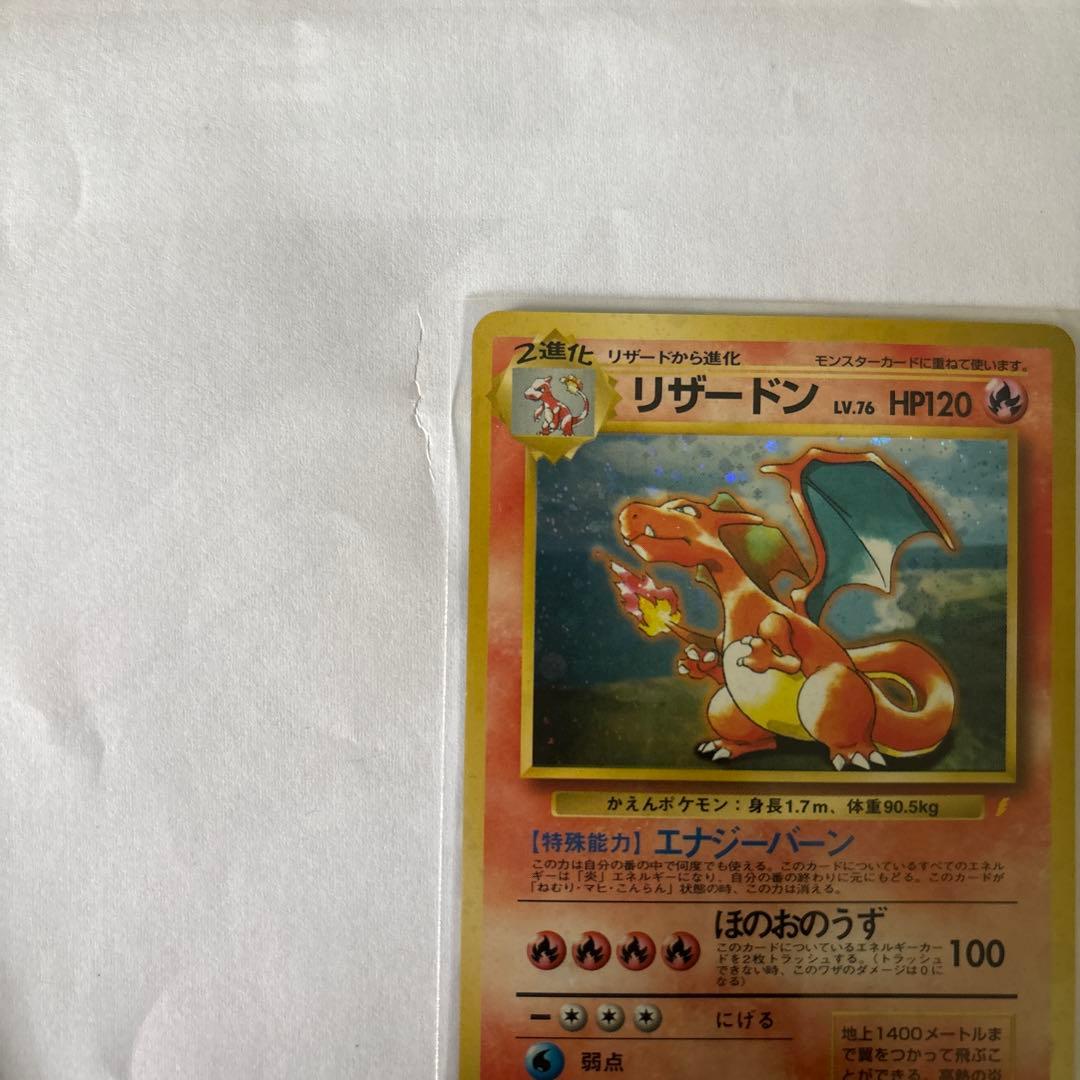 2進化 リザードから進化 モンスターカードに重ねて使います。
リザードン LV.76 HP120
かえんポケモン：身長1.7m、体重90.5kg
【特殊能力】エナジーバーン
この力は自分の番の中で何度でも使える。このカードについているすべてのエネル
ギーは「炎」エネルギーになり、自分の番の終わりに元にもどる。このカードが
「ねむり・マヒ・こんらん」状態の時、この力は消える。
ほのおのうず
このカードについているエネルギーカー
ドを2枚トラッシュする。（トラッシュ
できない時、このワザのダメージは0に
なる）
100
にげる
弱点
地上1400メートルま
で翼をつかって飛ぶこ
とができる。高熱の炎